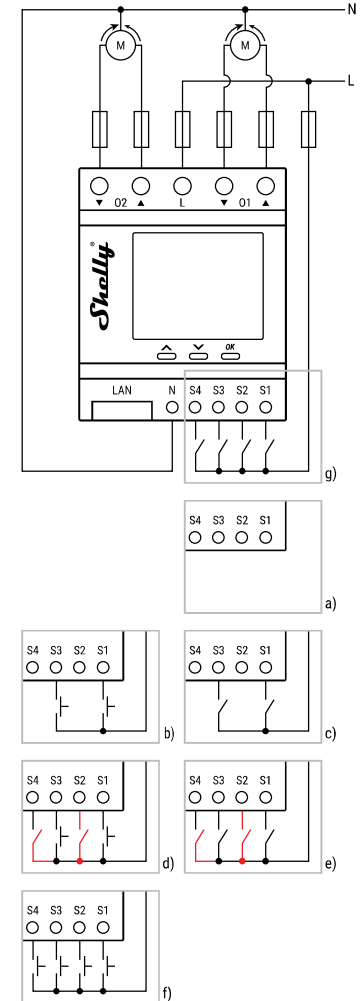 N
M M
L
O2 L O1
Shelly®
OK
LAN N S4 S3 S2 S1
g)
S4 S3 S2 S1
a)
S4 S3 S2 S1
b)
S4 S3 S2 S1
c)
S4 S3 S2 S1
d)
S4 S3 S2 S1
e)
S4 S3 S2 S1
f)